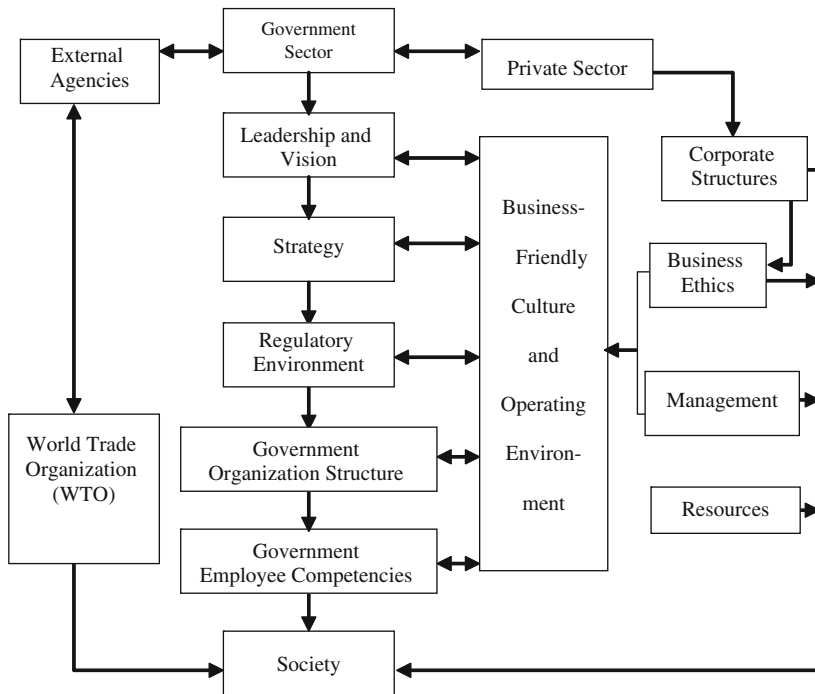 Government
Sector
External
Agencies
Private Sector
Leadership and
Vision
Corporate
Structures
Business-
Friendly
Culture
and
Operating
Environ-
ment
Strategy
Business
Ethics
Regulatory
Environment
Management
World Trade
Organization
(WTO)
Government
Organization Structure
Resources
Government
Employee Competencies
Society